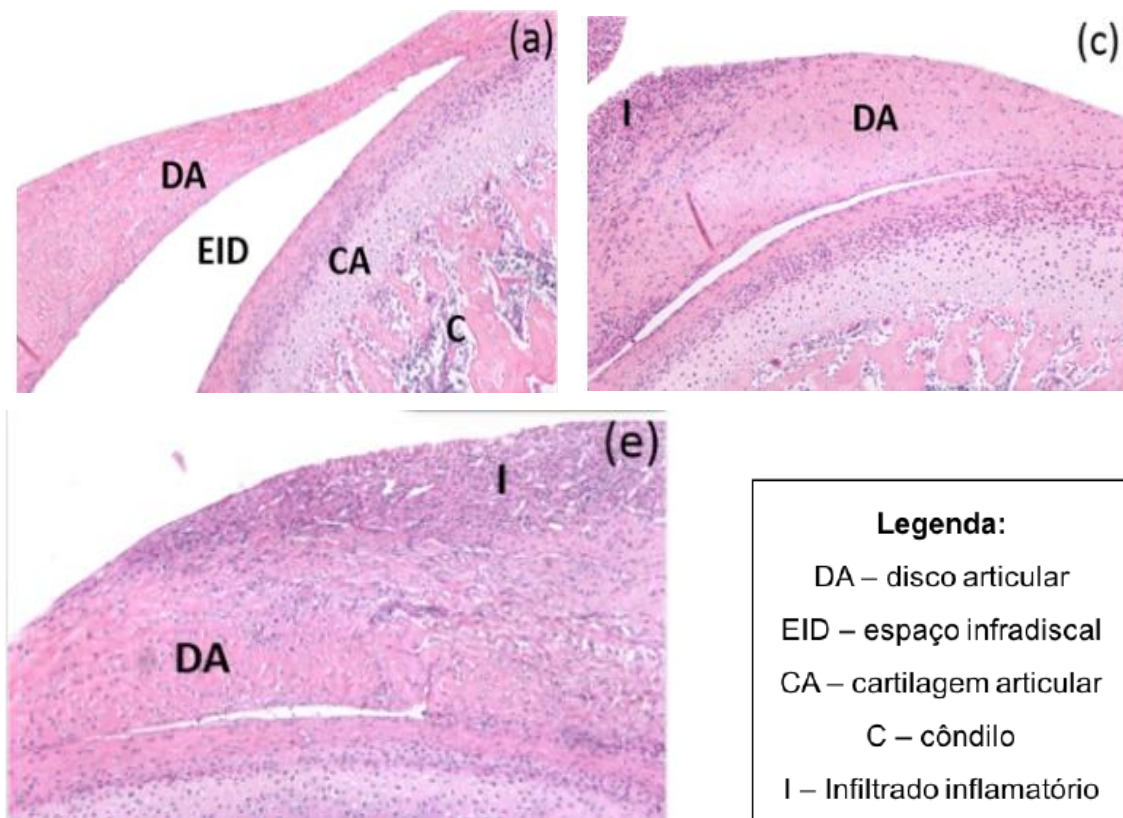 (a)
DA
EID
CA
C
(c)
I
DA
(e)
I
DA
Legenda:
DA – disco articular
EID – espaço infradiscal
CA – cartilagem articular
C – côndilo
I – Infiltrado inflamatório